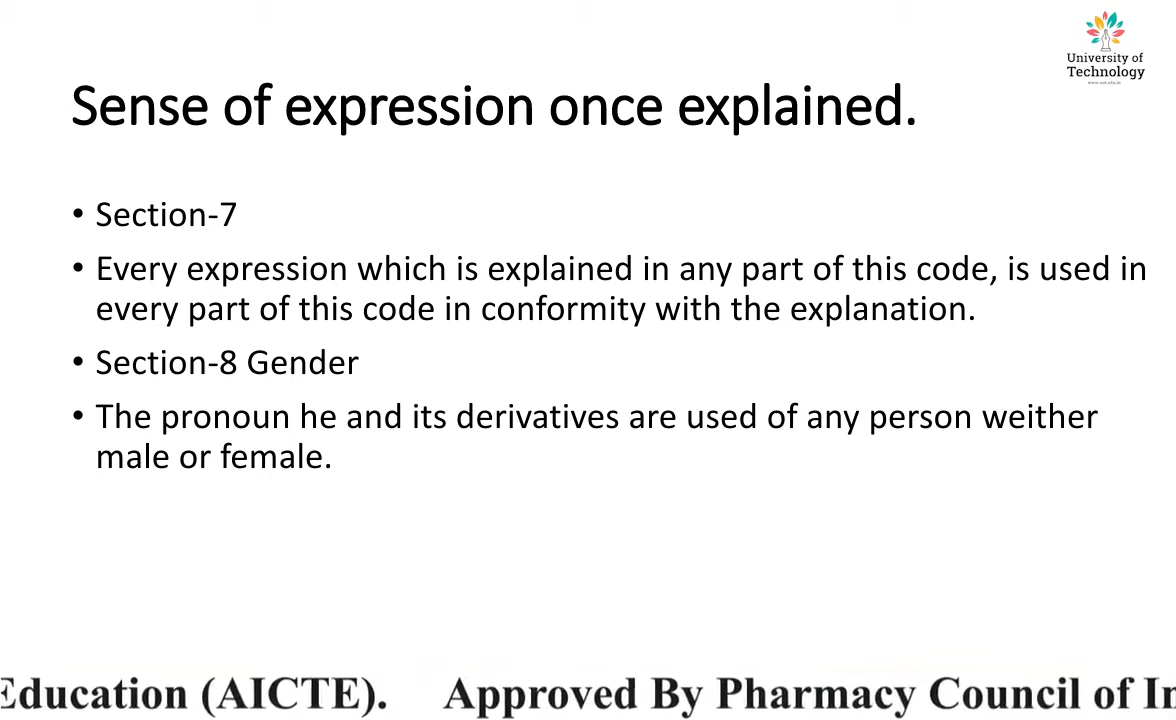 University of
Technology
Sense of expression once explained.
• Section-7
• Every expression which is explained in any part of this code, is used in
every part of this code in conformity with the explanation.
• Section-8 Gender
• The pronoun he and its derivatives are used of any person weither
male or female.
Education (AICTE). Approved By Pharmacy Council of In